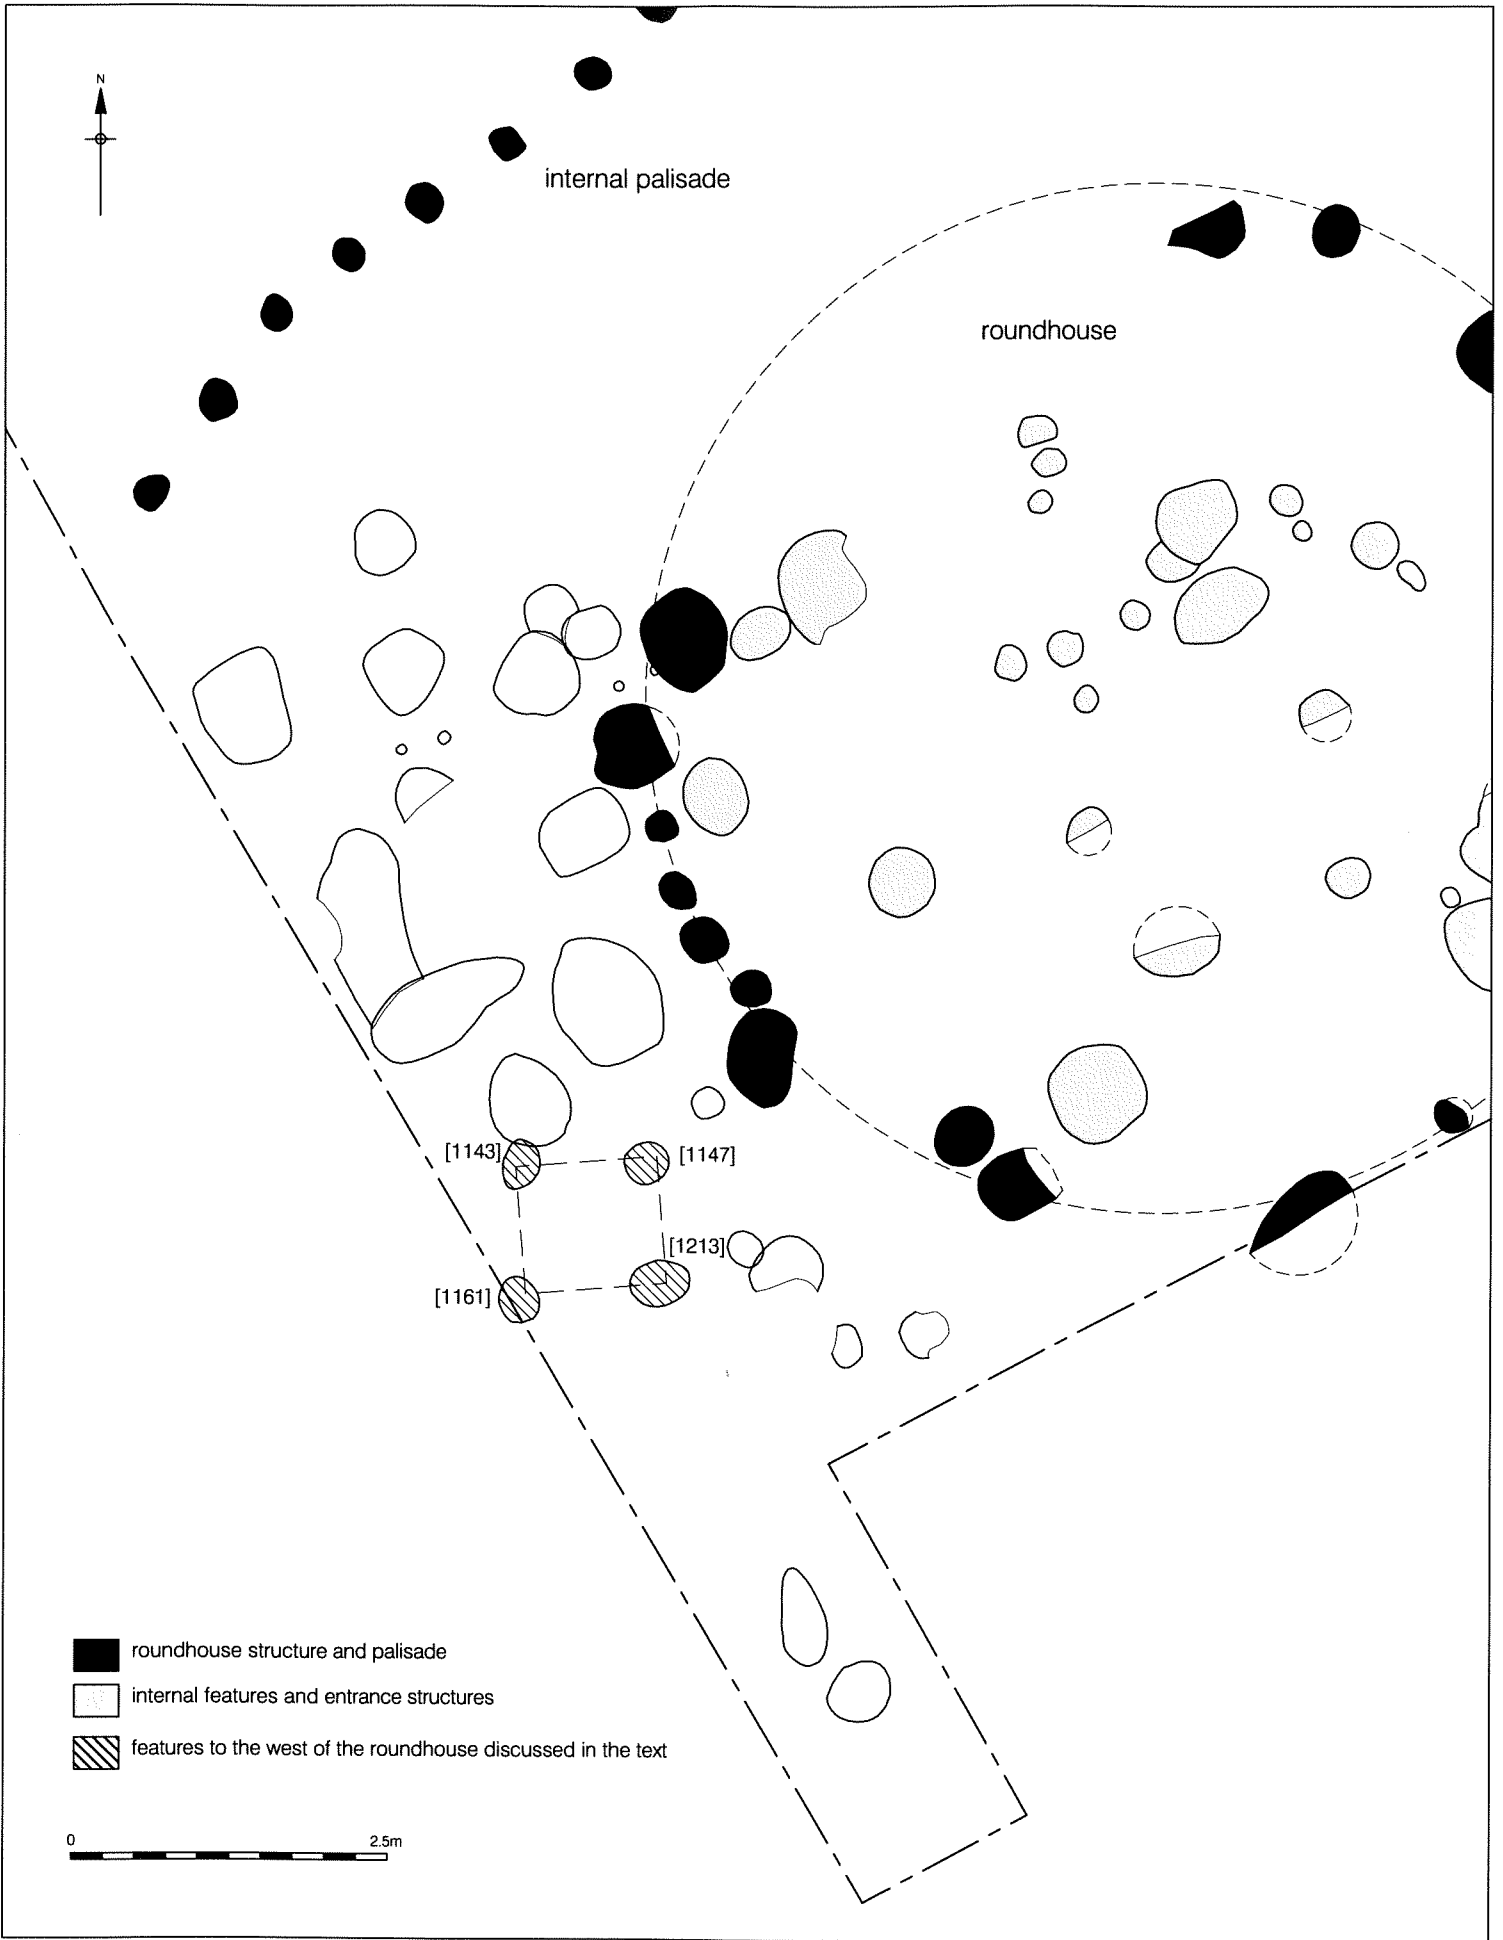 N
internal palisade
roundhouse
[1143]
[1147]
[1213]
[1161]
roundhouse structure and palisade
internal features and entrance structures
features to the west of the roundhouse discussed in the text
0 2.5m